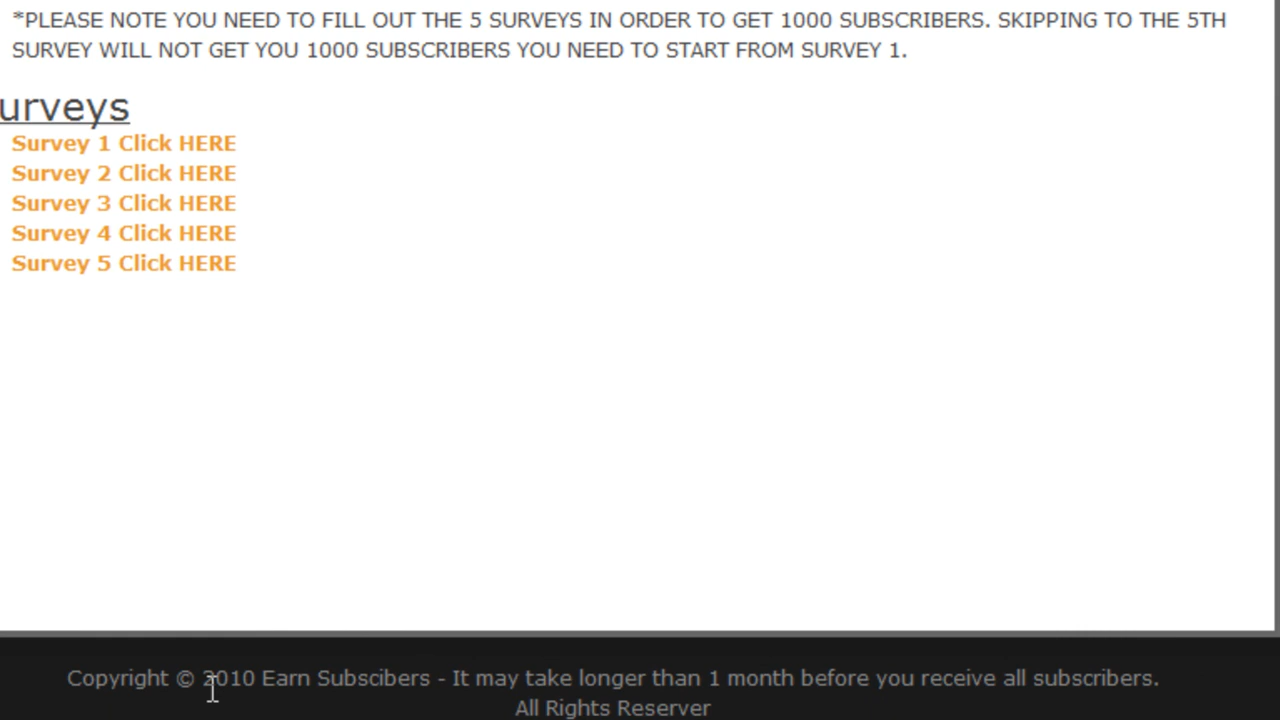 *PLEASE NOTE YOU NEED TO FILL OUT THE 5 SURVEYS IN ORDER TO GET 1000 SUBSCRIBERS. SKIPPING TO THE 5TH
SURVEY WILL NOT GET YOU 1000 SUBSCRIBERS YOU NEED TO START FROM SURVEY 1.
urveys
Survey 1 Click HERE
Survey 2 Click HERE
Survey 3 Click HERE
Survey 4 Click HERE
Survey 5 Click HERE
Copyright © 2010 Earn Subscibers - It may take longer than 1 month before you receive all subscribers.
All Rights Reserver